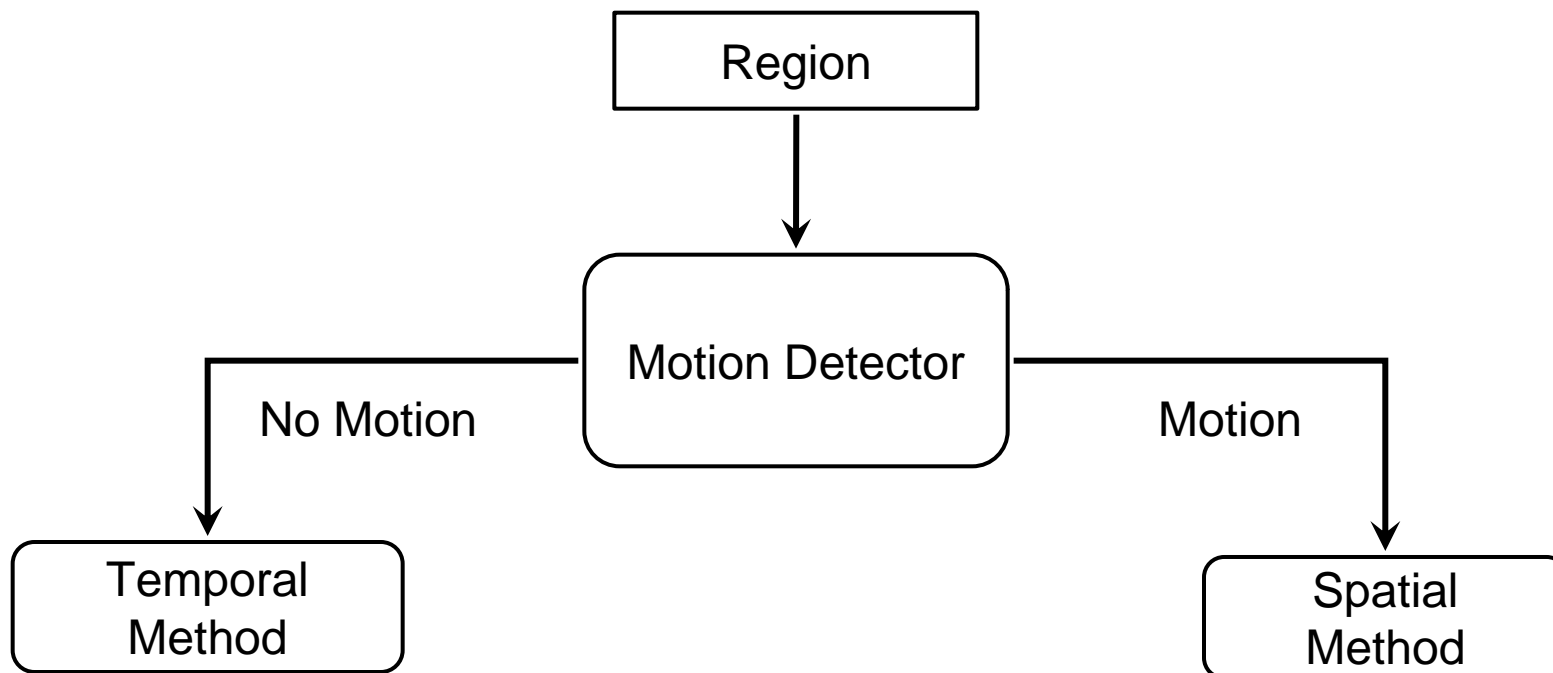 Region
Motion Detector
No Motion
Motion
Temporal
Method
Spatial
Method